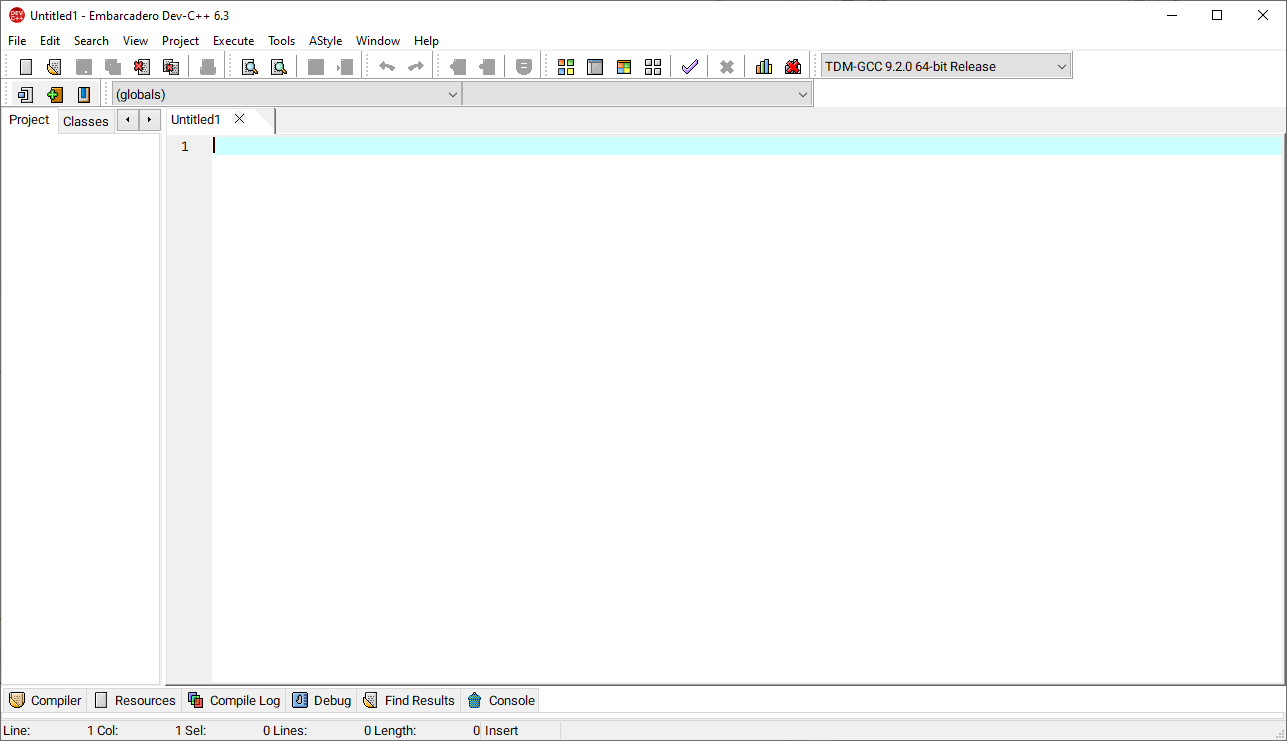 Untitled1 - Embarcadero Dev-C++ 6.3
File Edit Search View Project Execute Tools AStyle Window Help
TDM-GCC 9.2.0 64-bit Release
(globals)
Project Classes Untitled1
1
Compiler Resources Compile Log Debug Find Results Console
Line: 1 Col: 1 Sel: 0 Lines: 0 Length: 0 Insert